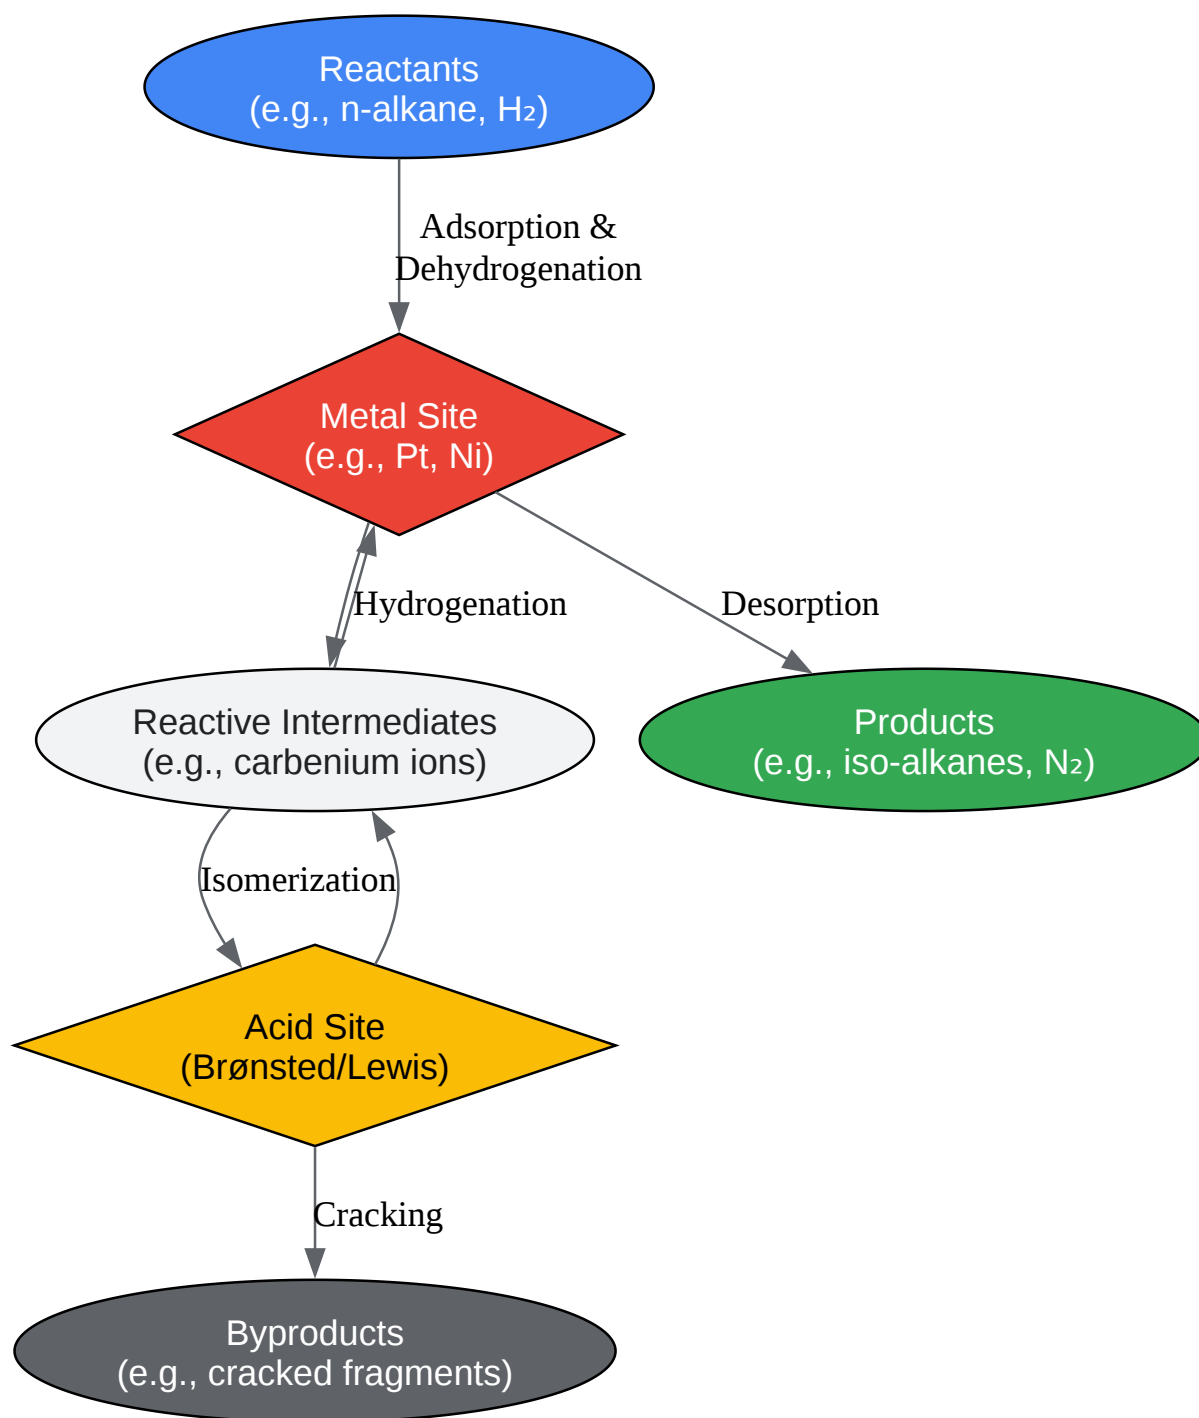 Reactants
(e.g., n-alkane, H₂)
Adsorption &
Dehydrogenation
Metal Site
(e.g., Pt, Ni)
Hydrogenation
Desorption
Reactive Intermediates
(e.g., carbenium ions)
Products
(e.g., iso-alkanes, N₂)
Isomerization
Acid Site
(Brønsted/Lewis)
Cracking
Byproducts
(e.g., cracked fragments)